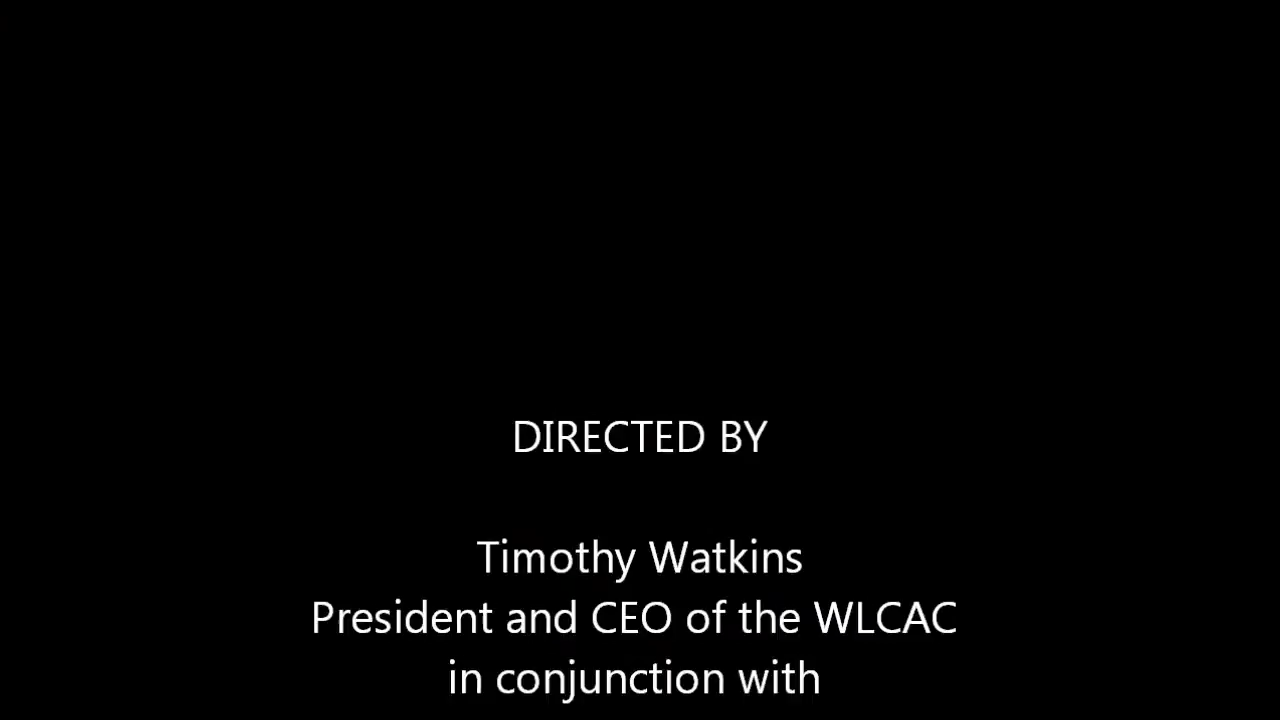 DIRECTED BY
Timothy Watkins
President and CEO of the WLCAC
in conjunction with